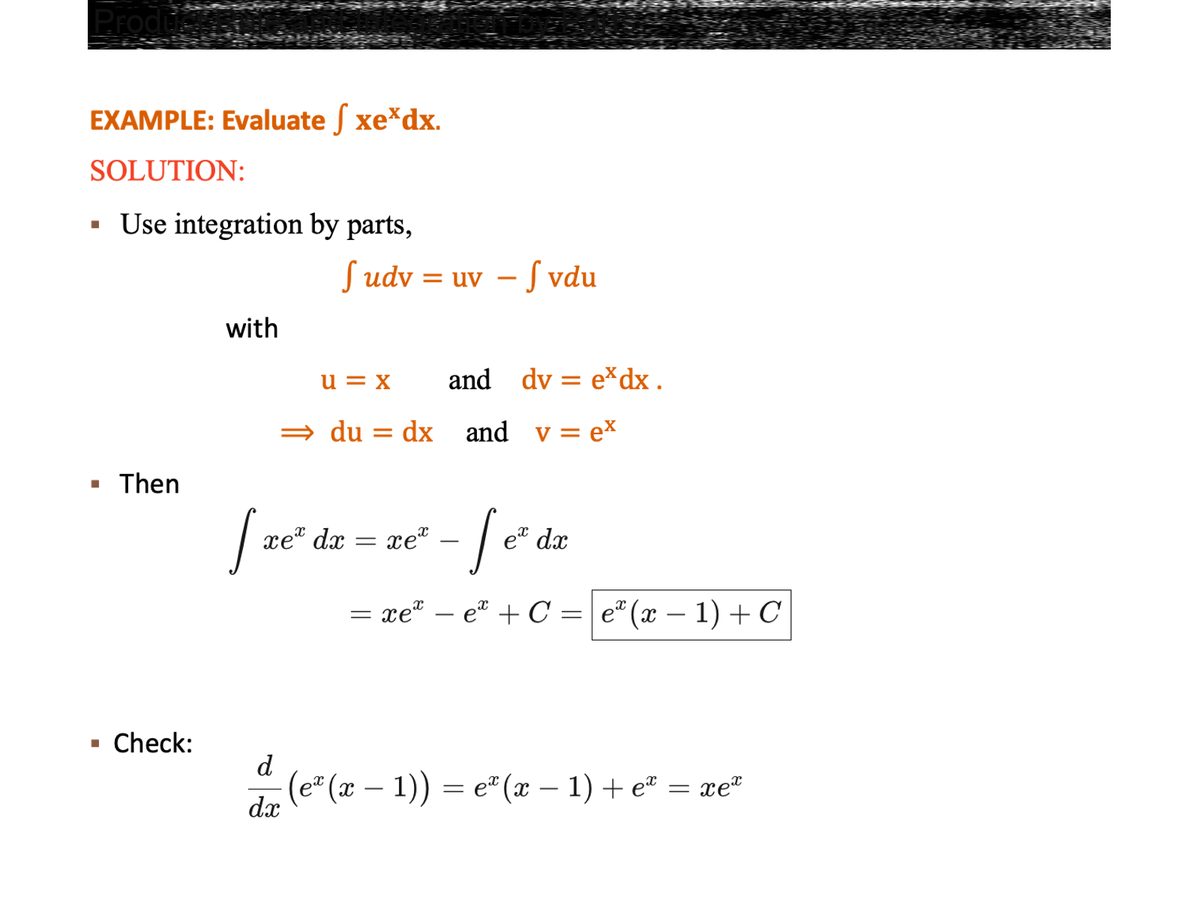 EXAMPLE: Evaluate ∫ xeˣdx.
SOLUTION:
▪ Use integration by parts,
∫ udv = uv − ∫ vdu
with
u = x and dv = eˣdx .
⟹ du = dx and v = eˣ
▪ Then
∫ xeˣ dx = xeˣ − ∫ eˣ dx
= xeˣ − eˣ + C = eˣ(x − 1) + C
▪ Check:
d/dx (eˣ(x − 1)) = eˣ(x − 1) + eˣ = xeˣ